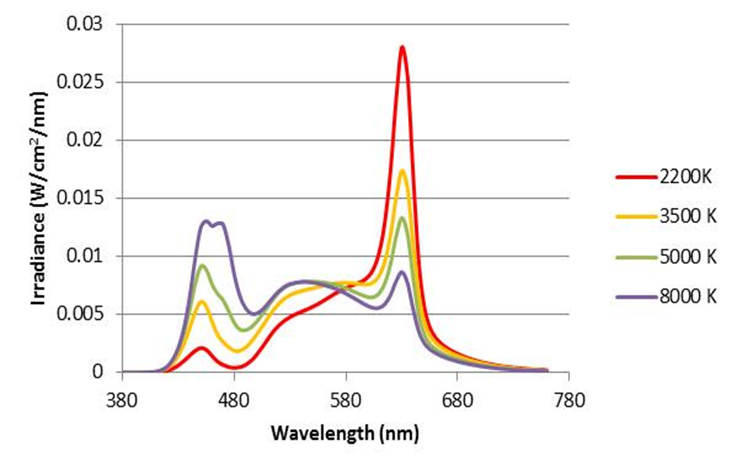 0.03
0.025
0.02
0.015
0.01
0.005
0
Irradiance (W/cm²/nm)
380 480 580 680 780
Wavelength (nm)
2200K
3500 K
5000 K
8000 K